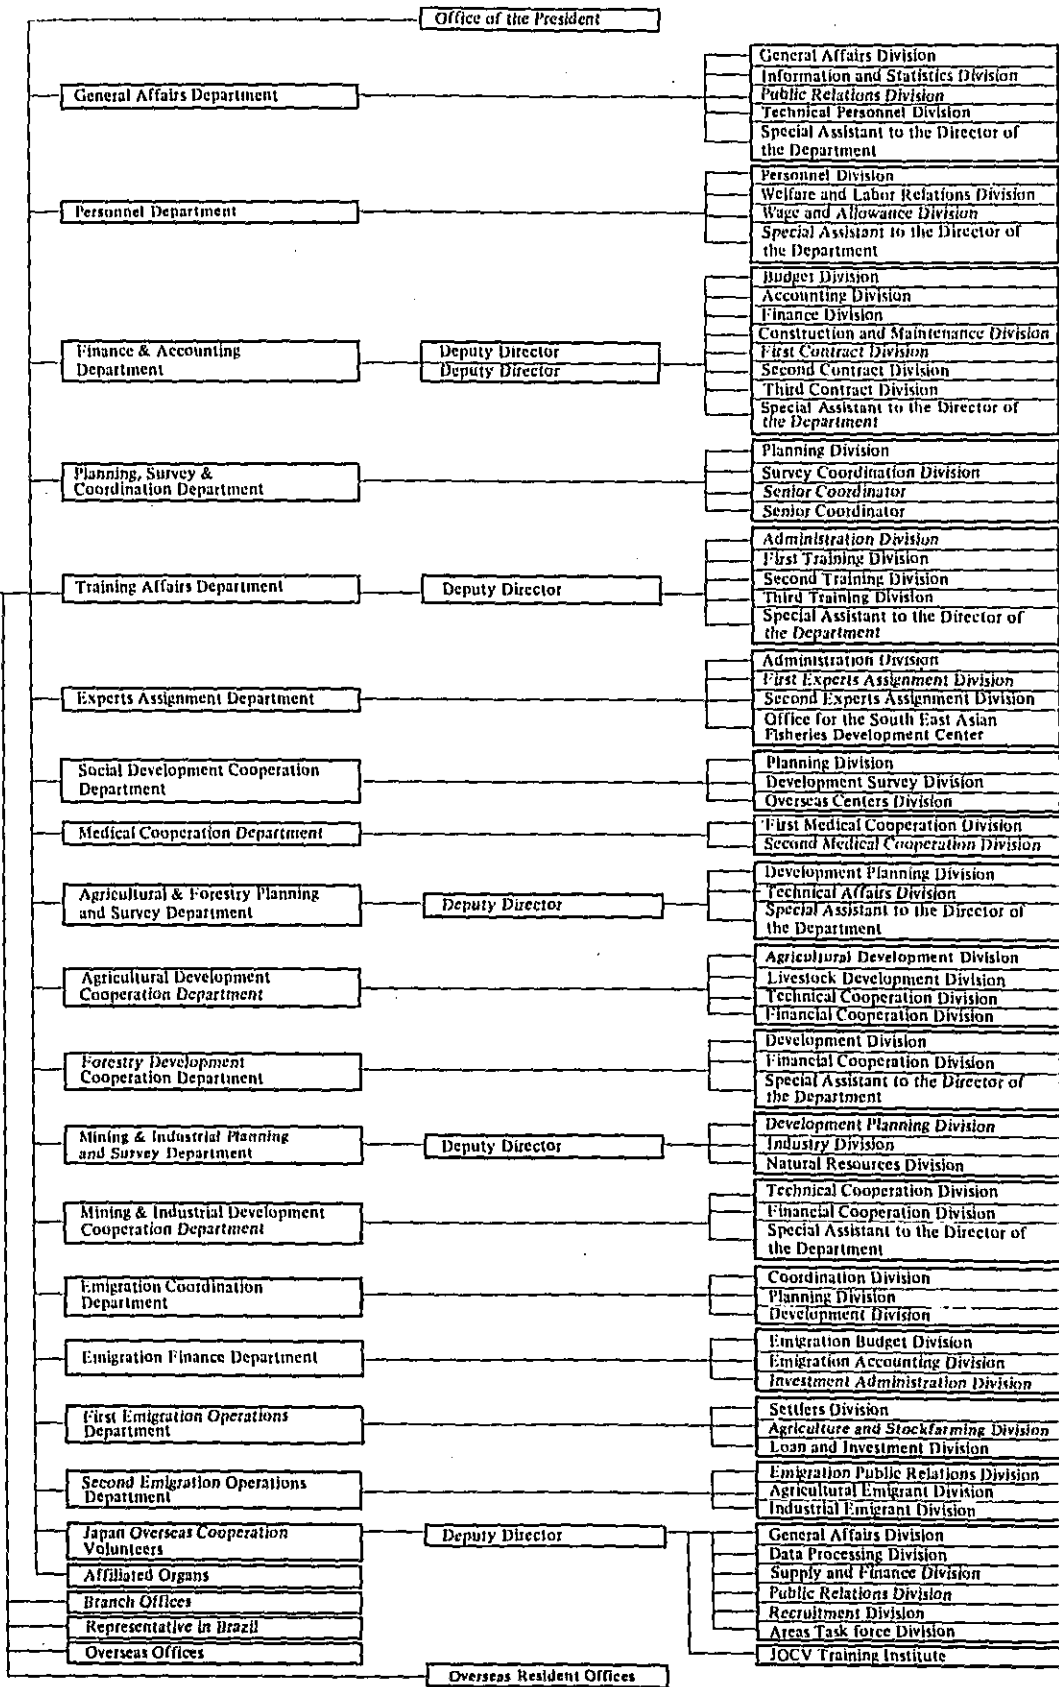 Office of the President
General Affairs Department
General Affairs Division
Information and Statistics Division
Public Relations Division
Technical Personnel Division
Special Assistant to the Director of
the Department
Personnel Department
Personnel Division
Welfare and Labor Relations Division
Wage and Allowance Division
Special Assistant to the Director of
the Department
Finance & Accounting
Department
Deputy Director
Deputy Director
Budget Division
Accounting Division
Finance Division
Construction and Maintenance Division
First Contract Division
Second Contract Division
Third Contract Division
Special Assistant to the Director of
the Department
Planning, Survey &
Coordination Department
Planning Division
Survey Coordination Division
Senior Coordinator
Senior Coordinator
Training Affairs Department
Deputy Director
Administration Division
First Training Division
Second Training Division
Third Training Division
Special Assistant to the Director of
the Department
Experts Assignment Department
Administration Division
First Experts Assignment Division
Second Experts Assignment Division
Office for the South East Asian
Fisheries Development Center
Social Development Cooperation
Department
Planning Division
Development Survey Division
Overseas Centers Division
Medical Cooperation Department
First Medical Cooperation Division
Second Medical Cooperation Division
Agricultural & Forestry Planning
and Survey Department
Deputy Director
Development Planning Division
Technical Affairs Division
Special Assistant to the Director of
the Department
Agricultural Development
Cooperation Department
Agricultural Development Division
Livestock Development Division
Technical Cooperation Division
Financial Cooperation Division
Forestry Development
Cooperation Department
Development Division
Financial Cooperation Division
Special Assistant to the Director of
the Department
Mining & Industrial Planning
and Survey Department
Deputy Director
Development Planning Division
Industry Division
Natural Resources Division
Mining & Industrial Development
Cooperation Department
Technical Cooperation Division
Financial Cooperation Division
Special Assistant to the Director of
the Department
Emigration Coordination
Department
Coordination Division
Planning Division
Development Division
Emigration Finance Department
Emigration Budget Division
Emigration Accounting Division
Investment Administration Division
First Emigration Operations
Department
Settlers Division
Agriculture and Stockfarming Division
Loan and Investment Division
Second Emigration Operations
Department
Emigration Public Relations Division
Agricultural Emigrant Division
Industrial Emigrant Division
Japan Overseas Cooperation
Volunteers
Deputy Director
General Affairs Division
Data Processing Division
Supply and Finance Division
Public Relations Division
Recruitment Division
Areas Task force Division
JOCV Training Institute
Affiliated Organs
Branch Offices
Representative in Brazil
Overseas Offices
Overseas Resident Offices